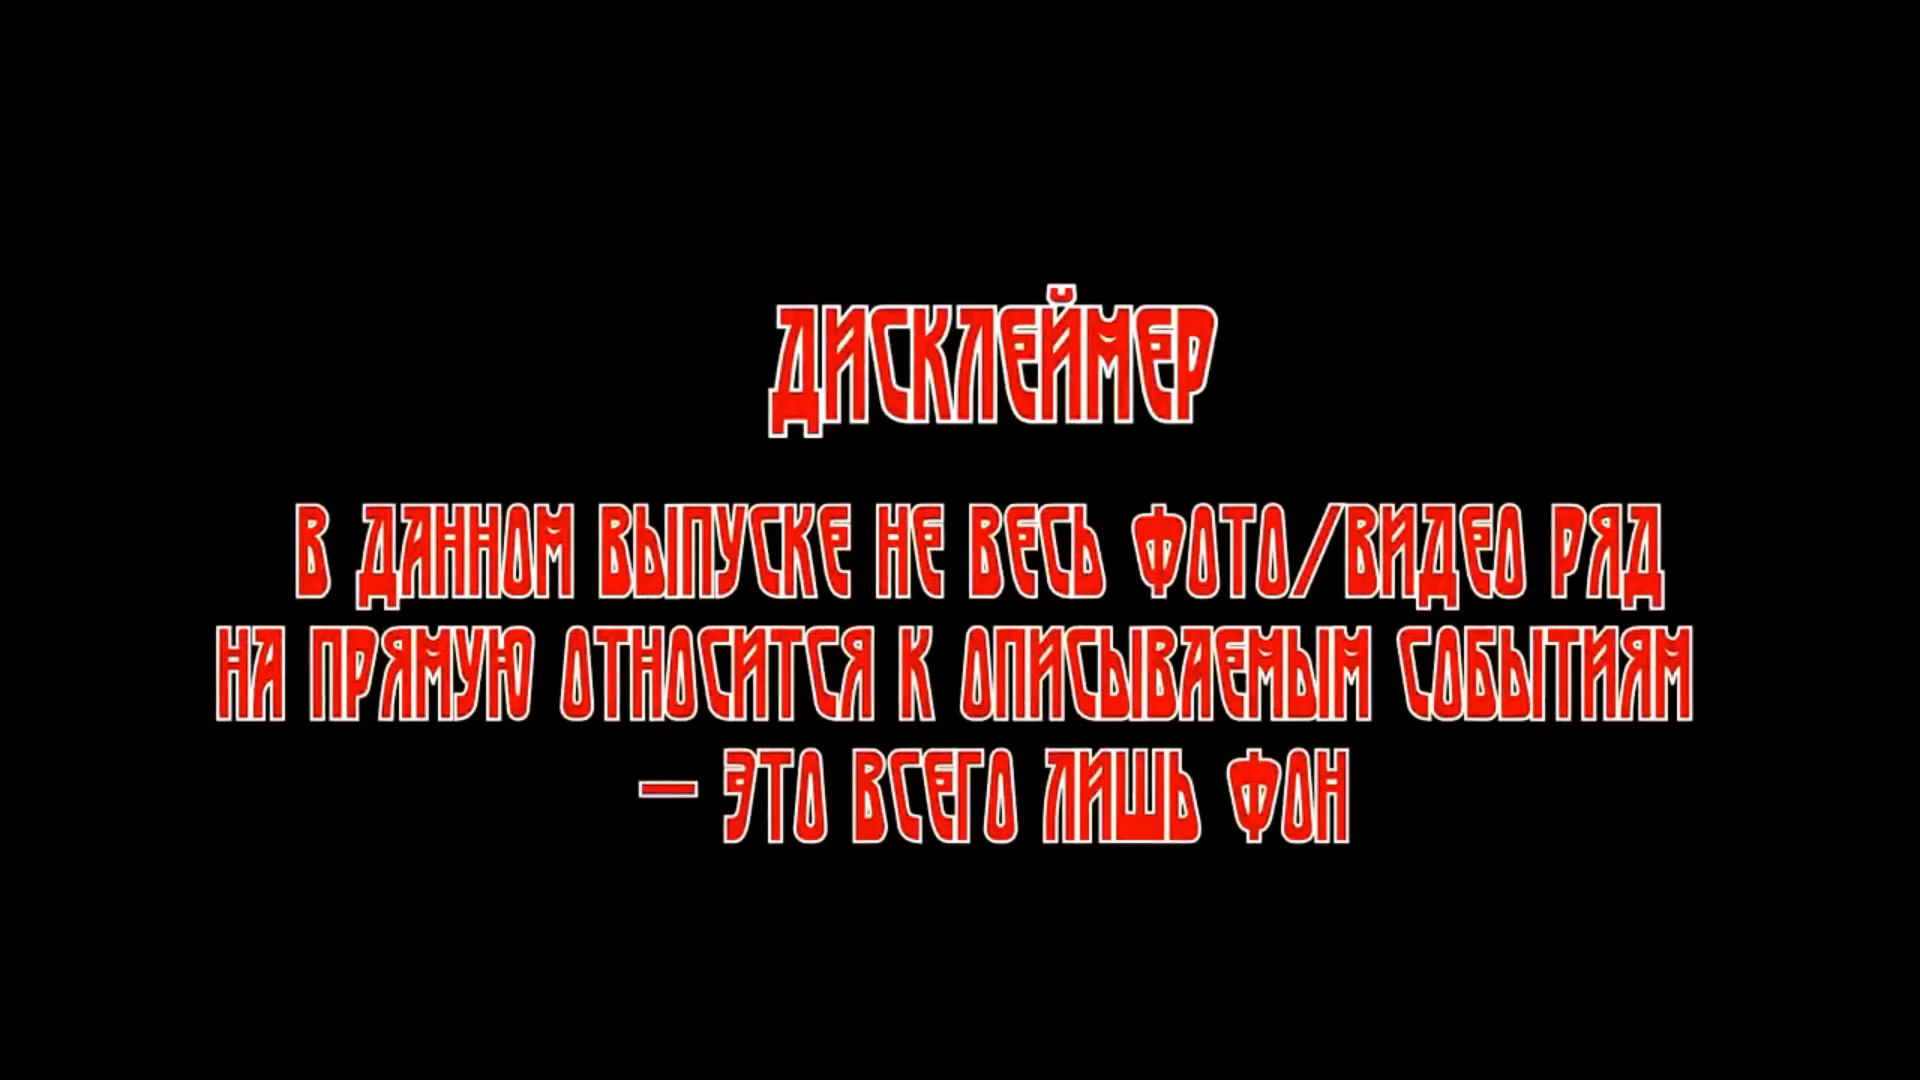 ДИСКЛЕЙМЕР
В ДАННОМ ВЫПУСКЕ НЕ ВЕСЬ ФОТО/ВИДЕО РЯД
НА ПРЯМУЮ ОТНОСИТСЯ К ОПИСЫВАЕМЫМ СОБЫТИЯМ
— ЭТО ВСЕГО ЛИШЬ ФОН